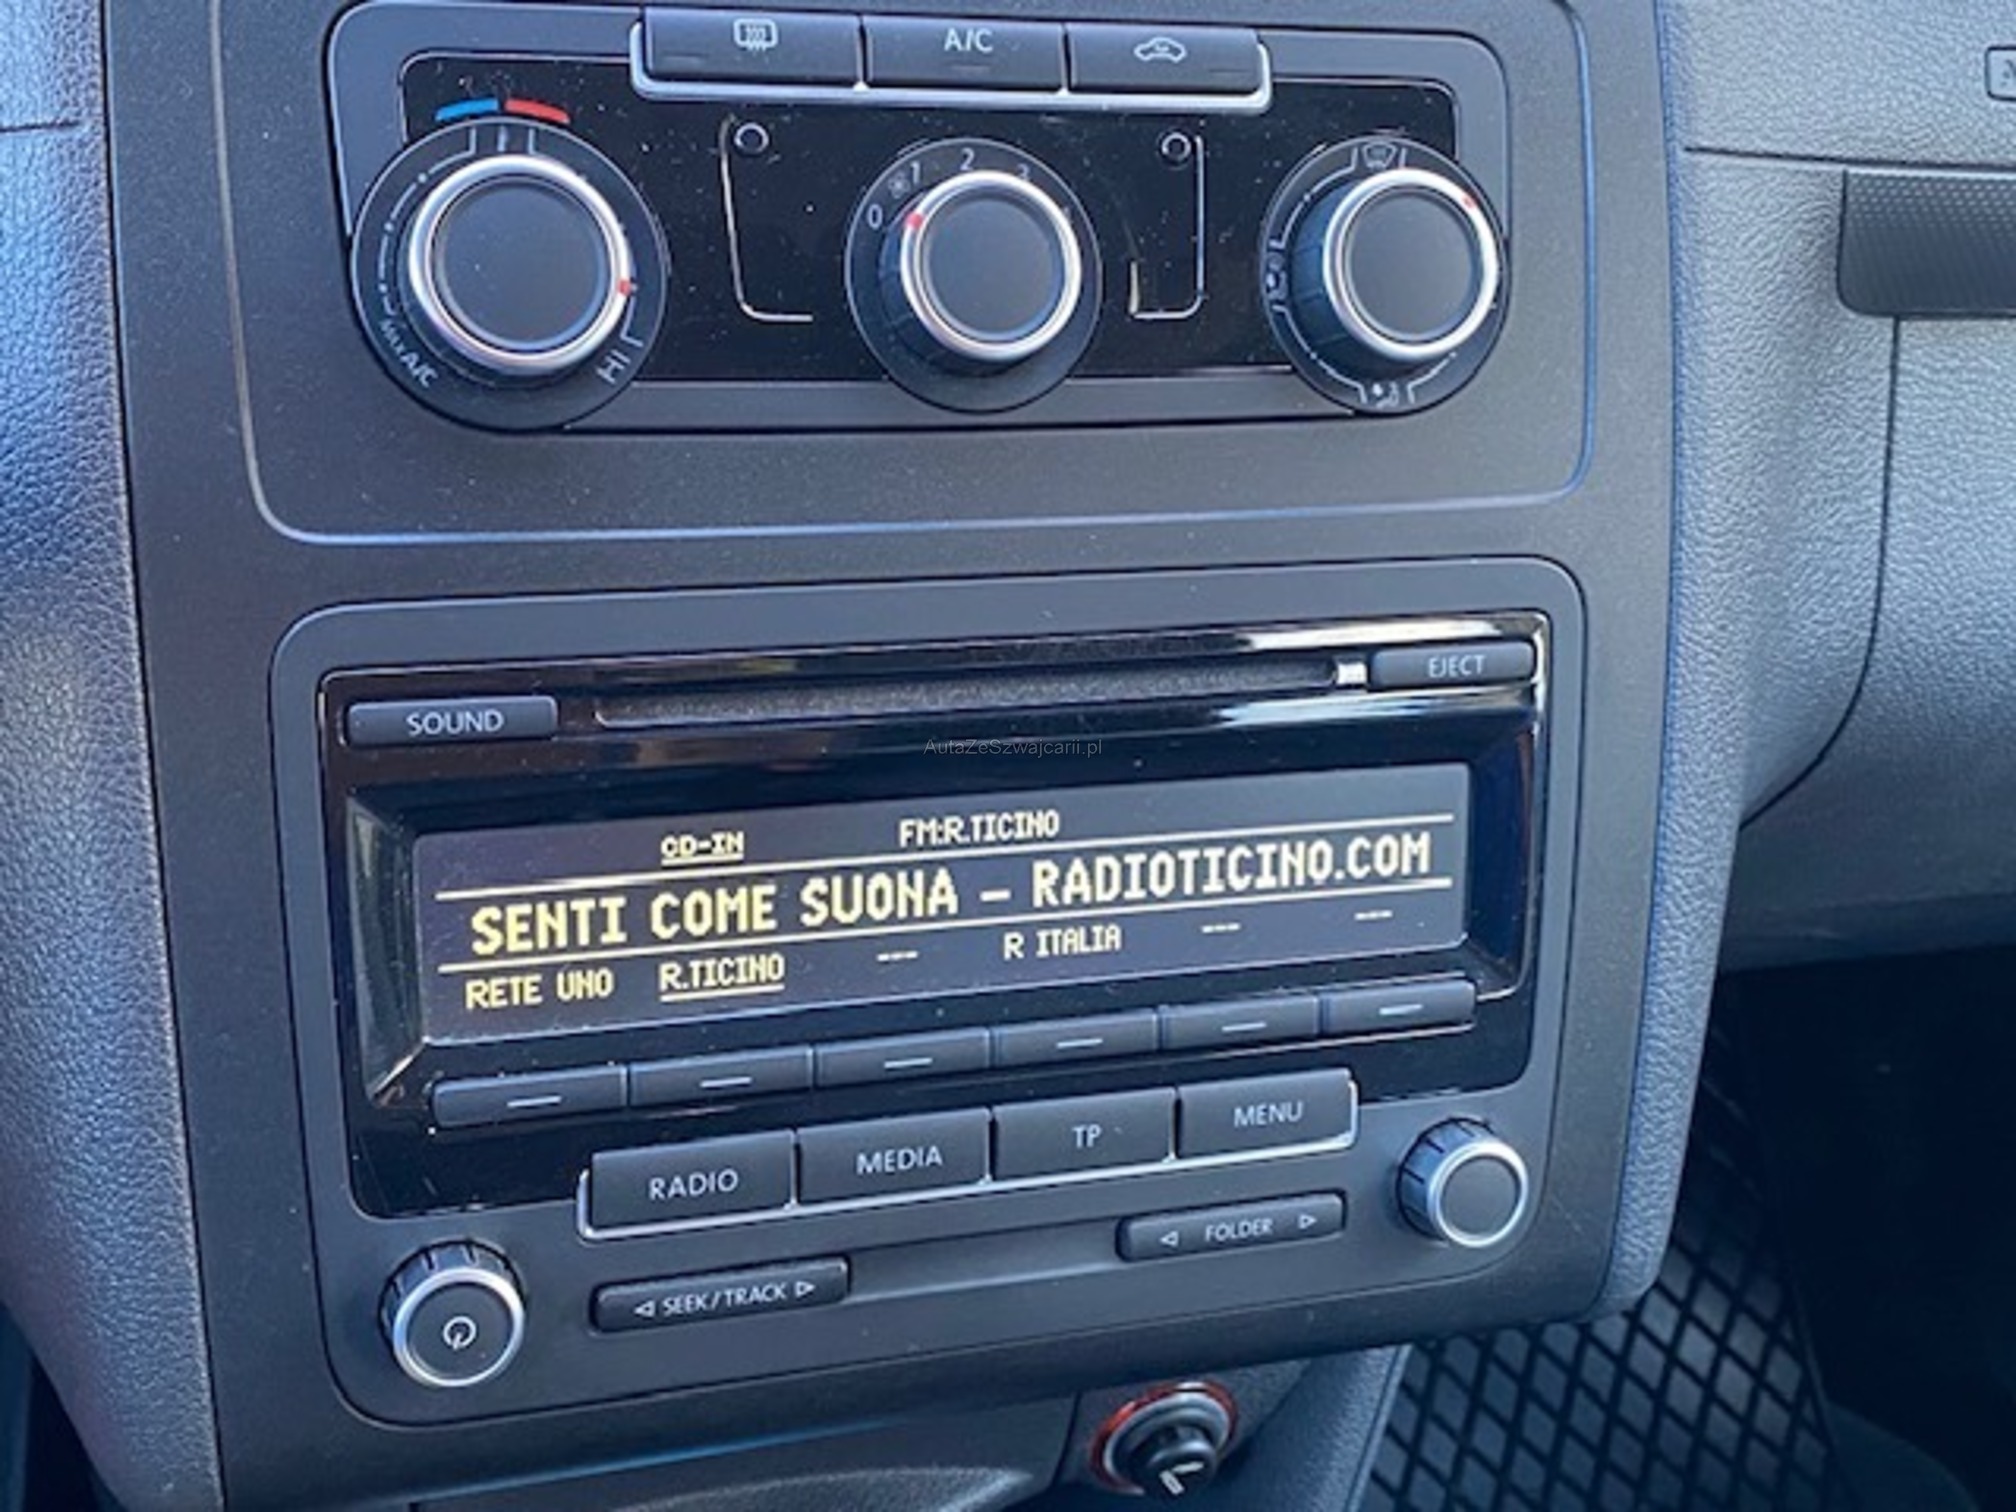 A/C
0 1 2 3
MAX A/C
HI
EJECT
SOUND
AutaZeSzwajcarii.pl
CD-IN FM:R.TICINO
SENTI COME SUONA - RADIOTICINO.COM
RETE UNO R.TICINO --- R ITALIA --- ---
RADIO MEDIA TP MENU
SEEK/TRACK FOLDER